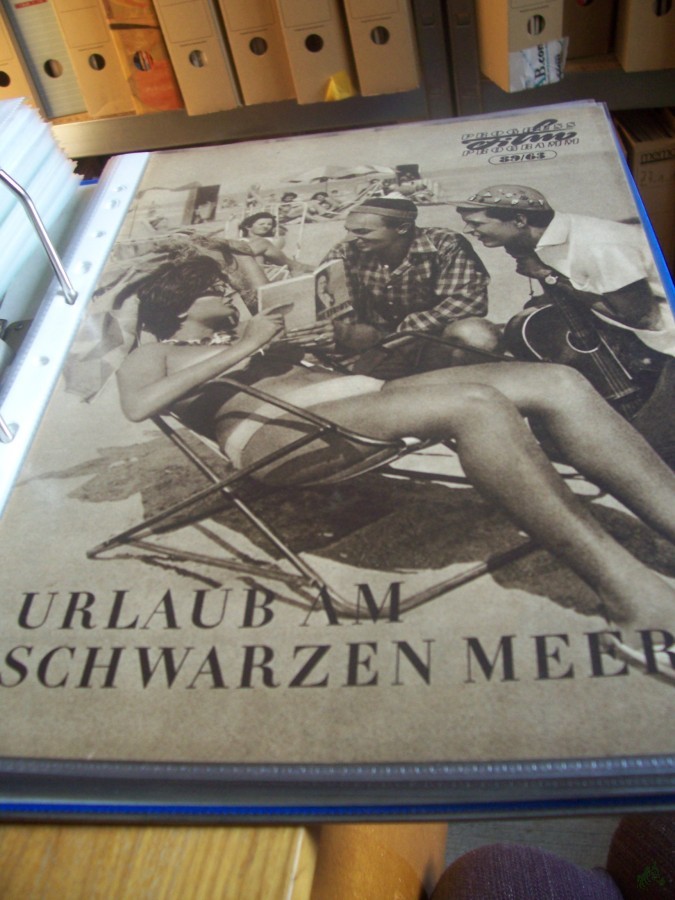 PROGRESS
Film
PROGRAMM
89/63
URLAUB AM
SCHWARZEN MEER